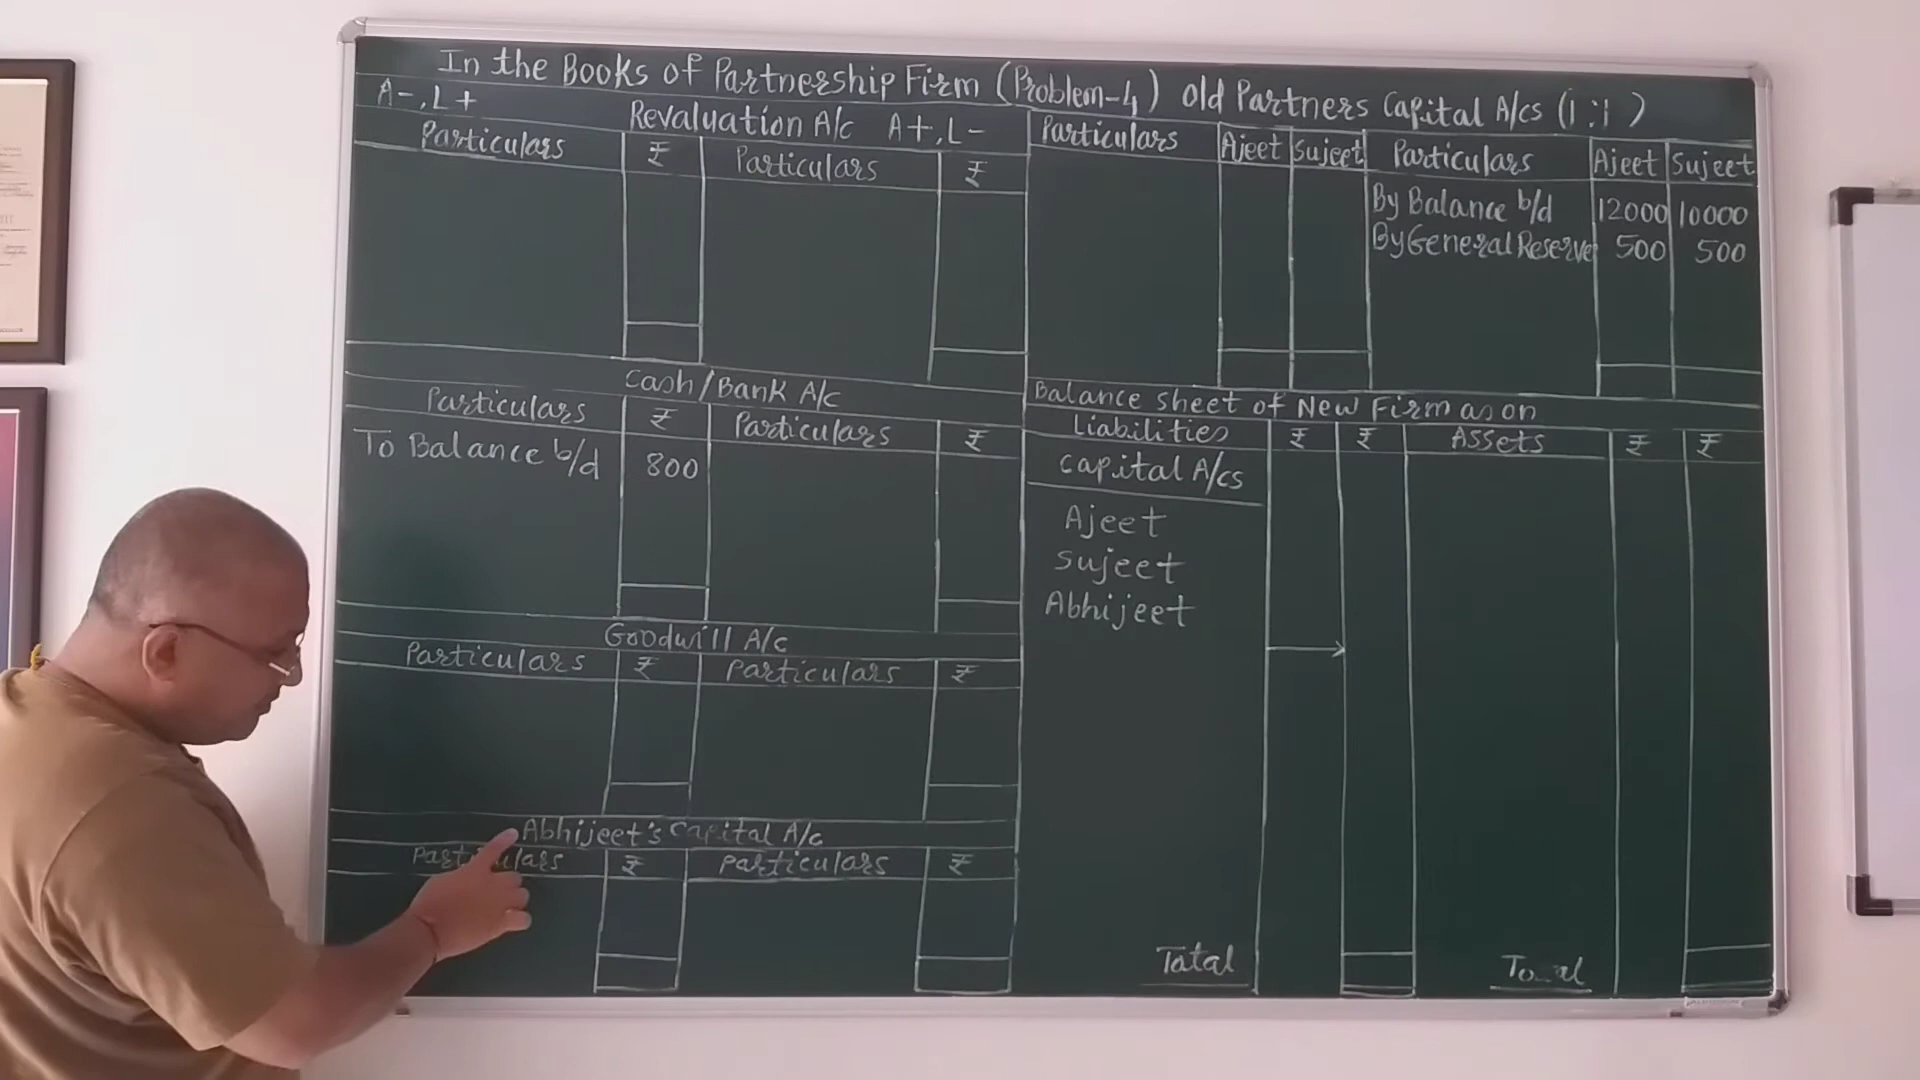 In the Books of Partnership Firm (Problem-4) old Partners Capital A/cs (1:1)
A-, L+ Revaluation A/c A+, L-
Particulars ₹ Particulars ₹
Particulars Ajeet Sujeet Particulars Ajeet Sujeet
By Balance b/d 12000 10000
By General Reserve 500 500
Cash/Bank A/c
Particulars ₹ Particulars ₹
To Balance b/d 800
Goodwill A/c
Particulars ₹ Particulars ₹
Abhijeet's Capital A/c
Particulars ₹ Particulars ₹
Balance sheet of New Firm as on
Liabilities ₹ ₹ Assets ₹ ₹
Capital A/cs
Ajeet
Sujeet
Abhijeet
Total Total